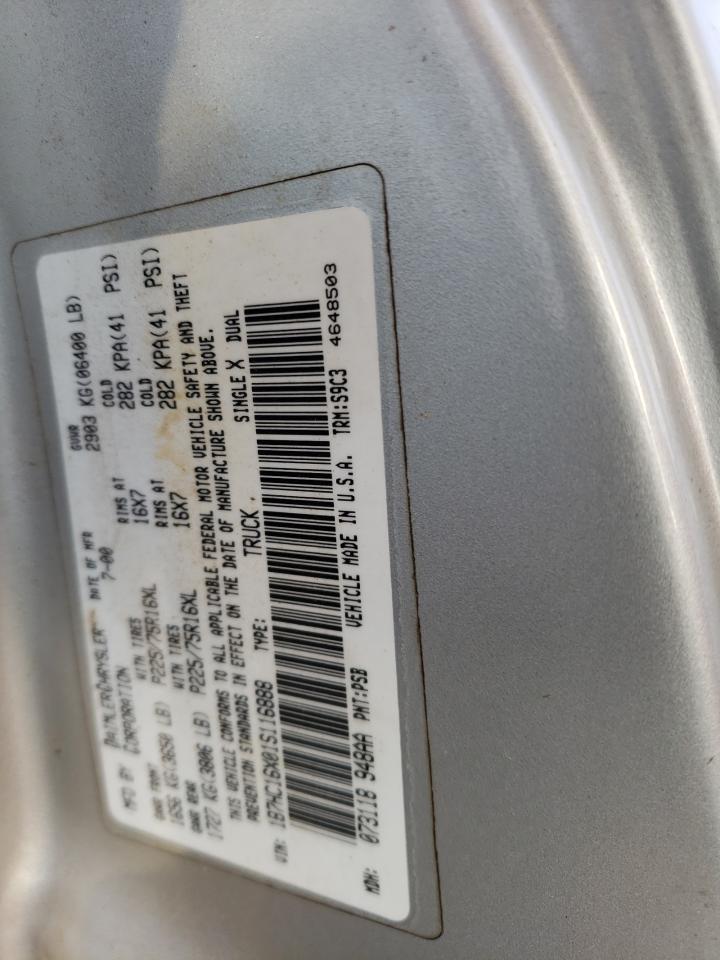 MFD BY DAIMLERCHRYSLER CORPORATION DATE OF MFR 7-00 GVWR 2903 KG(06400 LB)
GAWR FRONT 1656 KG(3650 LB) WITH TIRES P225/75R16XL RIMS AT 16X7 COLD 282 KPA(41 PSI)
GAWR REAR 1727 KG(3806 LB) WITH TIRES P225/75R16XL RIMS AT 16X7 COLD 282 KPA(41 PSI)
THIS VEHICLE CONFORMS TO ALL APPLICABLE FEDERAL MOTOR VEHICLE SAFETY AND THEFT
PREVENTION STANDARDS IN EFFECT ON THE DATE OF MANUFACTURE SHOWN ABOVE.
VIN: 1B7HC16X01S116888 TYPE: TRUCK . SINGLE X DUAL
MDH: 073118 948AA PNT:PSB VEHICLE MADE IN U.S.A. TRM:S9C3 4648503